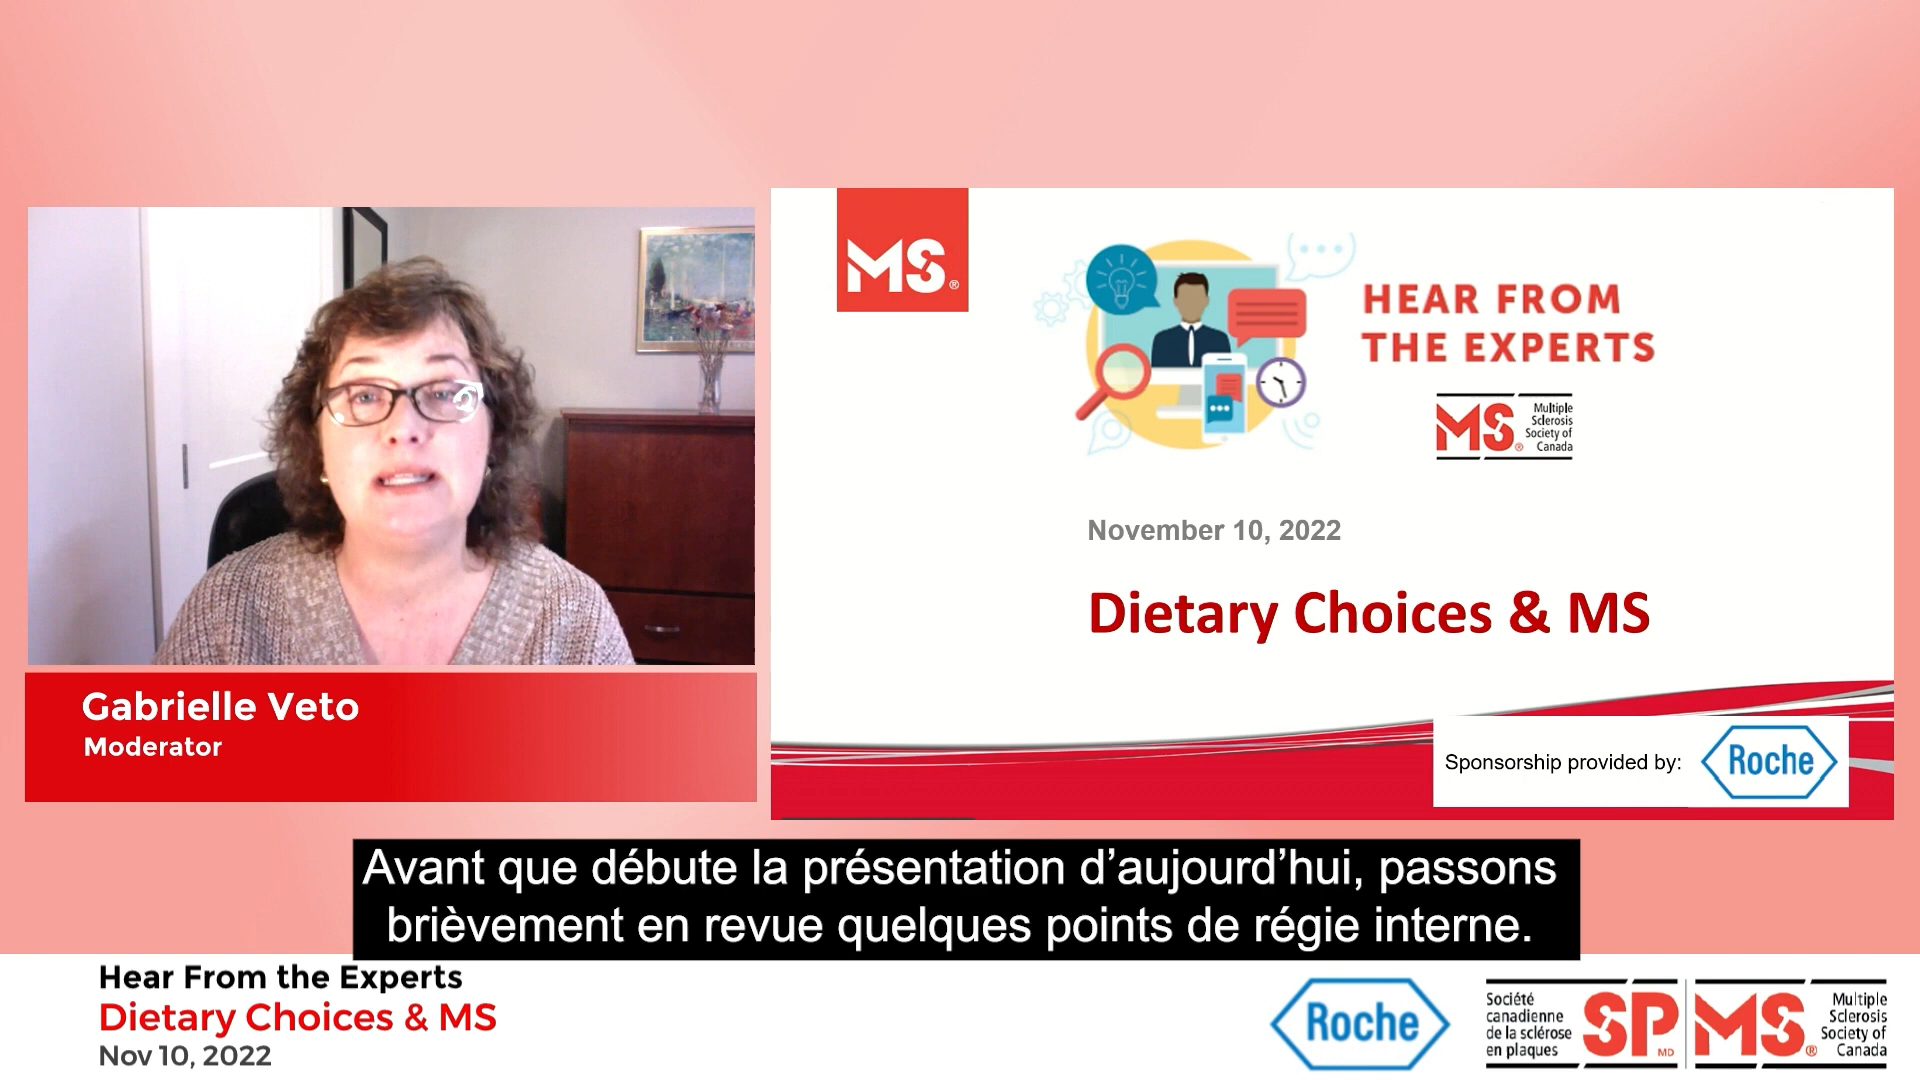 MS®
HEAR FROM
THE EXPERTS
MS®
Multiple
Sclerosis
Society of
Canada
November 10, 2022
Dietary Choices & MS
Sponsorship provided by:
Roche
Gabrielle Veto
Moderator
Avant que débute la présentation d’aujourd’hui, passons
brièvement en revue quelques points de régie interne.
Hear From the Experts
Dietary Choices & MS
Nov 10, 2022
Roche
Société
canadienne
de la sclérose
en plaques
SP MD
MS®
Multiple
Sclerosis
Society of
Canada